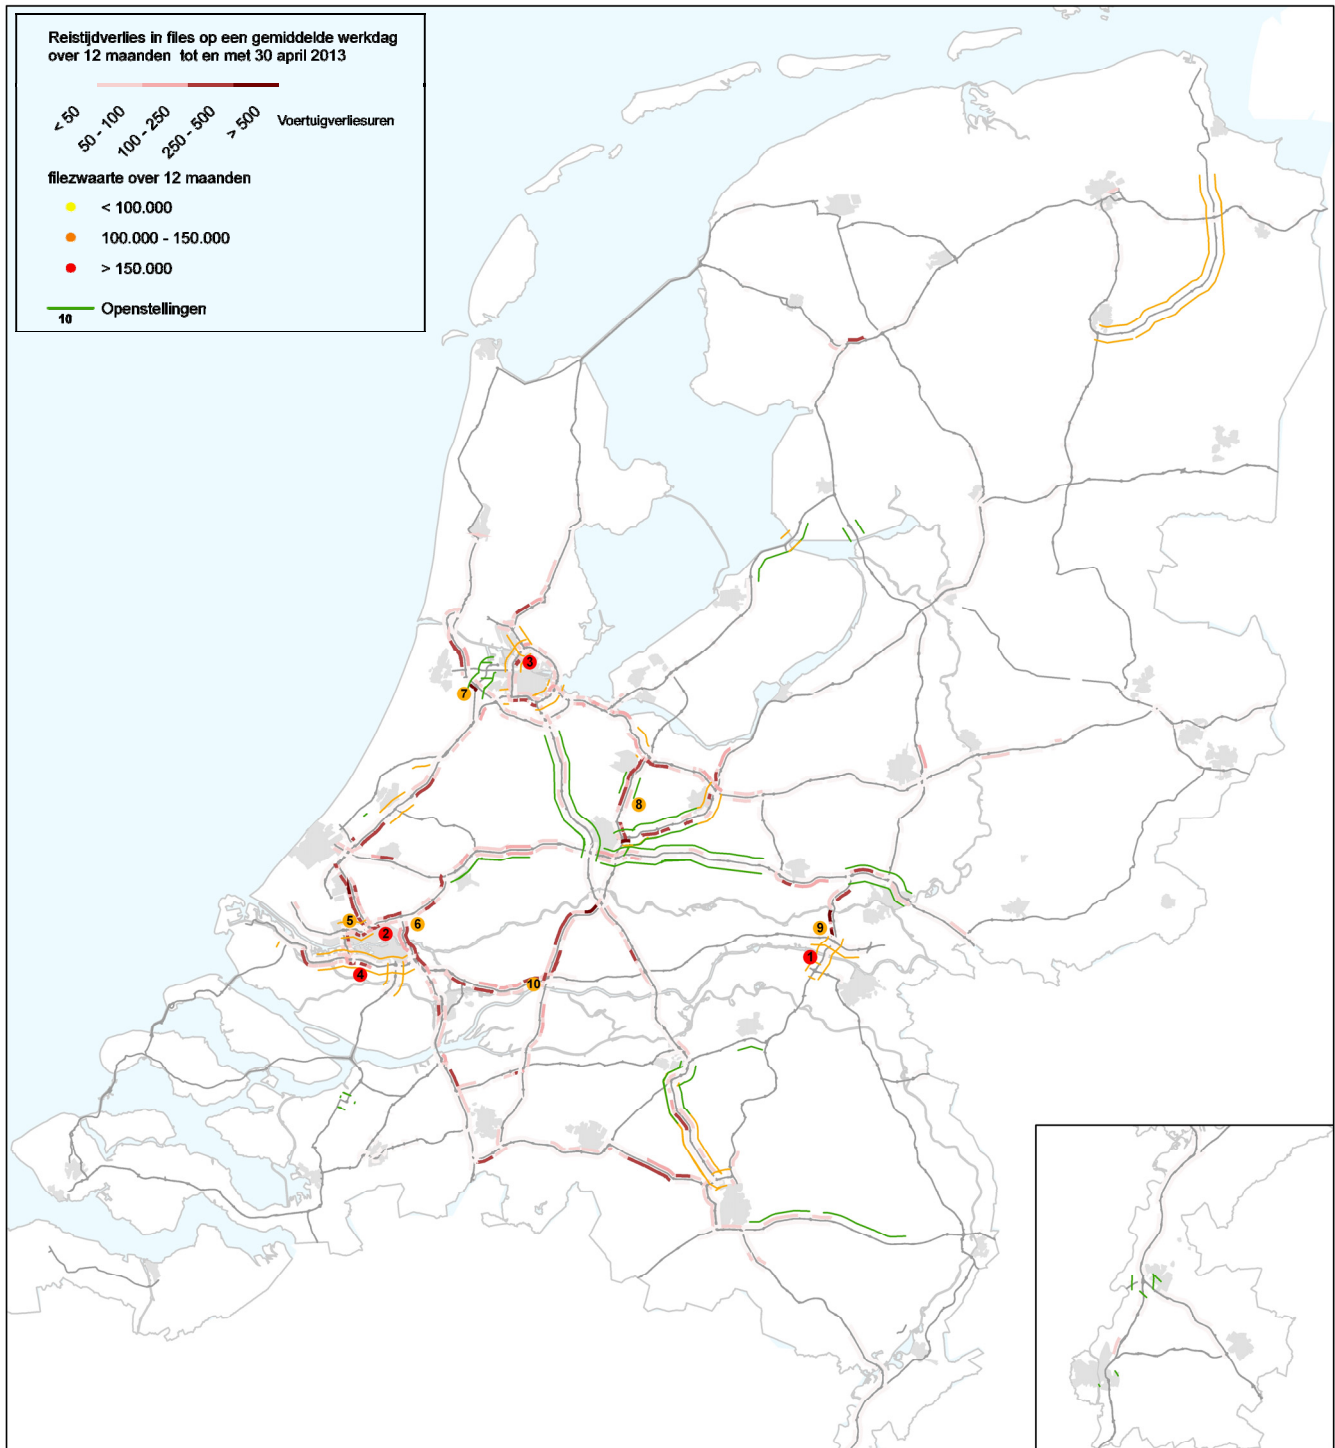 Reistijdverlies in files op een gemiddelde werkdag
over 12 maanden tot en met 30 april 2013
< 50
50 - 100
100 - 250
250 - 500
> 500
Voertuigverliesuren
filezwaarte over 12 maanden
< 100.000
100.000 - 150.000
> 150.000
Openstellingen
10
3
7
8
5
2
6
9
1
4
10